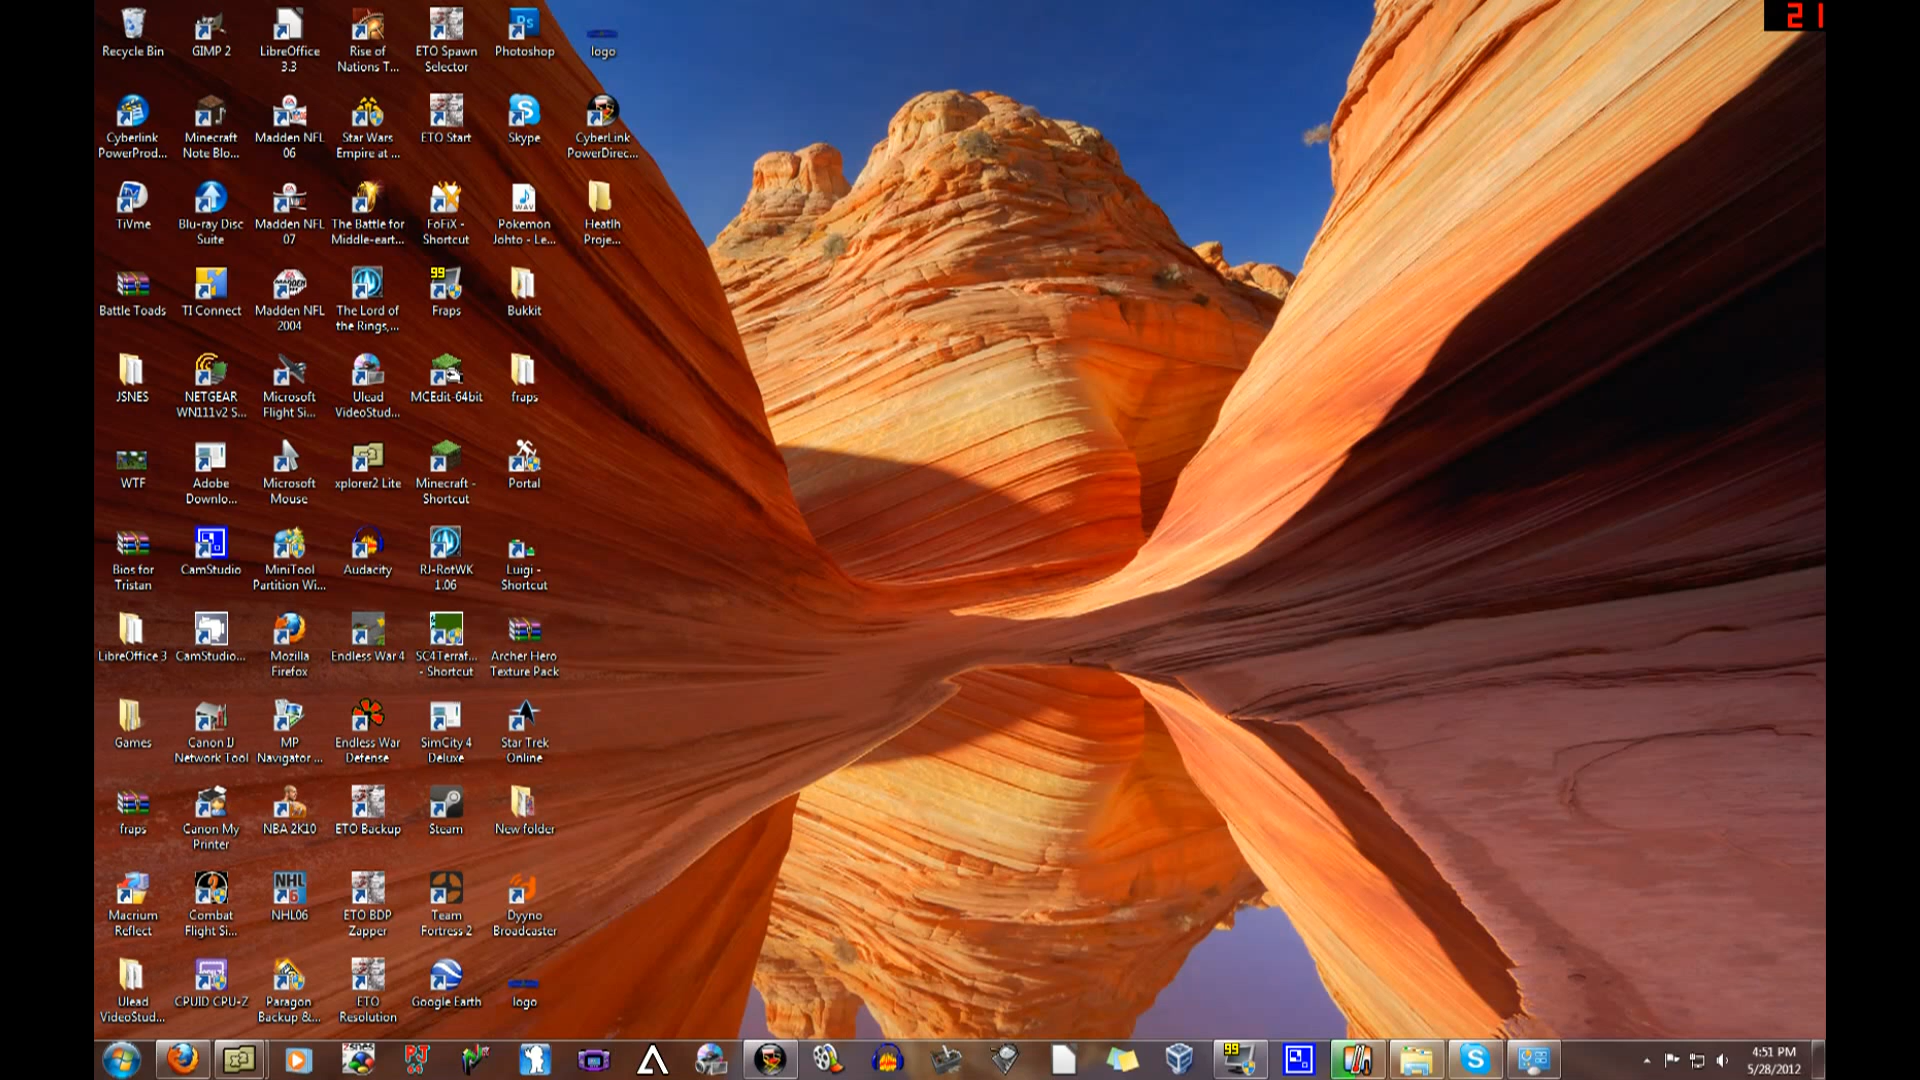 21
Recycle Bin
GIMP 2
LibreOffice
3.3
Rise of
Nations T...
ETO Spawn
Selector
Photoshop
logo
Cyberlink
PowerProd...
Minecraft
Note Blo...
Madden NFL
06
Star Wars
Empire at ...
ETO Start
Skype
CyberLink
PowerDirec...
TiVme
Blu-ray Disc
Suite
Madden NFL
07
The Battle for
Middle-eart...
FoFiX -
Shortcut
Pokemon
Johto - Le...
Heatlh
Proje...
Battle Toads
TI Connect
Madden NFL
2004
The Lord of
the Rings,...
99
Fraps
Bukkit
JSNES
NETGEAR
WN111v2 S...
Microsoft
Flight Si...
Ulead
VideoStud...
MCEdit-64bit
fraps
WTF
Adobe
Downlo...
Microsoft
Mouse
xplorer2 Lite
Minecraft -
Shortcut
Portal
Bios for
Tristan
CamStudio
MiniTool
Partition Wi...
Audacity
RJ-RotWK
1.06
Luigi -
Shortcut
LibreOffice 3
CamStudio...
Mozilla
Firefox
Endless War 4
SC4Terraf...
- Shortcut
Archer Hero
Texture Pack
Games
Canon IJ
Network Tool
MP
Navigator ...
Endless War
Defense
SimCity 4
Deluxe
Star Trek
Online
fraps
Canon My
Printer
NBA 2K10
ETO Backup
Steam
New folder
Macrium
Reflect
Combat
Flight Si...
NHL06
ETO BDP
Zapper
Team
Fortress 2
Dyyno
Broadcaster
Ulead
VideoStud...
CPUID CPU-Z
Paragon
Backup &...
ETO
Resolution
Google Earth
logo
99
4:51 PM
5/28/2012